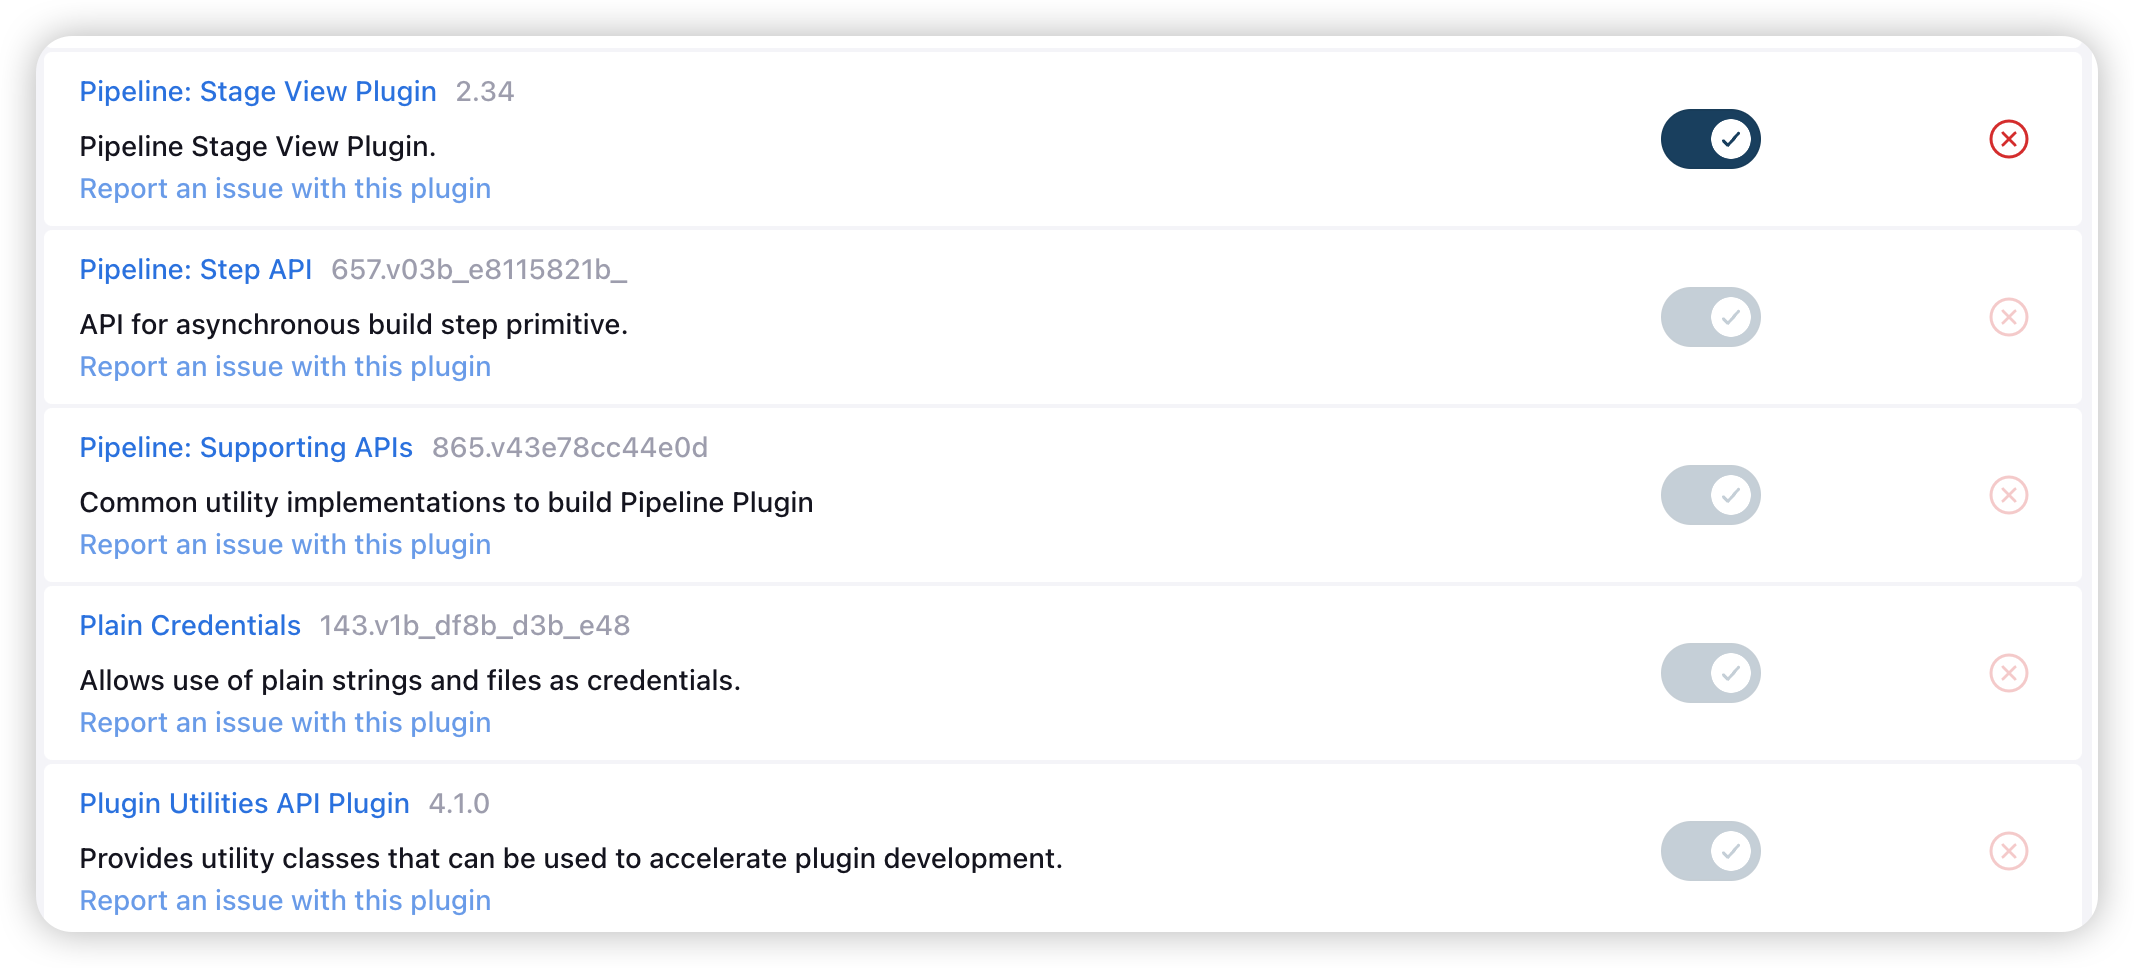 Pipeline: Stage View Plugin 2.34
Pipeline Stage View Plugin.
Report an issue with this plugin
Pipeline: Step API 657.v03b_e8115821b_
API for asynchronous build step primitive.
Report an issue with this plugin
Pipeline: Supporting APIs 865.v43e78cc44e0d
Common utility implementations to build Pipeline Plugin
Report an issue with this plugin
Plain Credentials 143.v1b_df8b_d3b_e48
Allows use of plain strings and files as credentials.
Report an issue with this plugin
Plugin Utilities API Plugin 4.1.0
Provides utility classes that can be used to accelerate plugin development.
Report an issue with this plugin